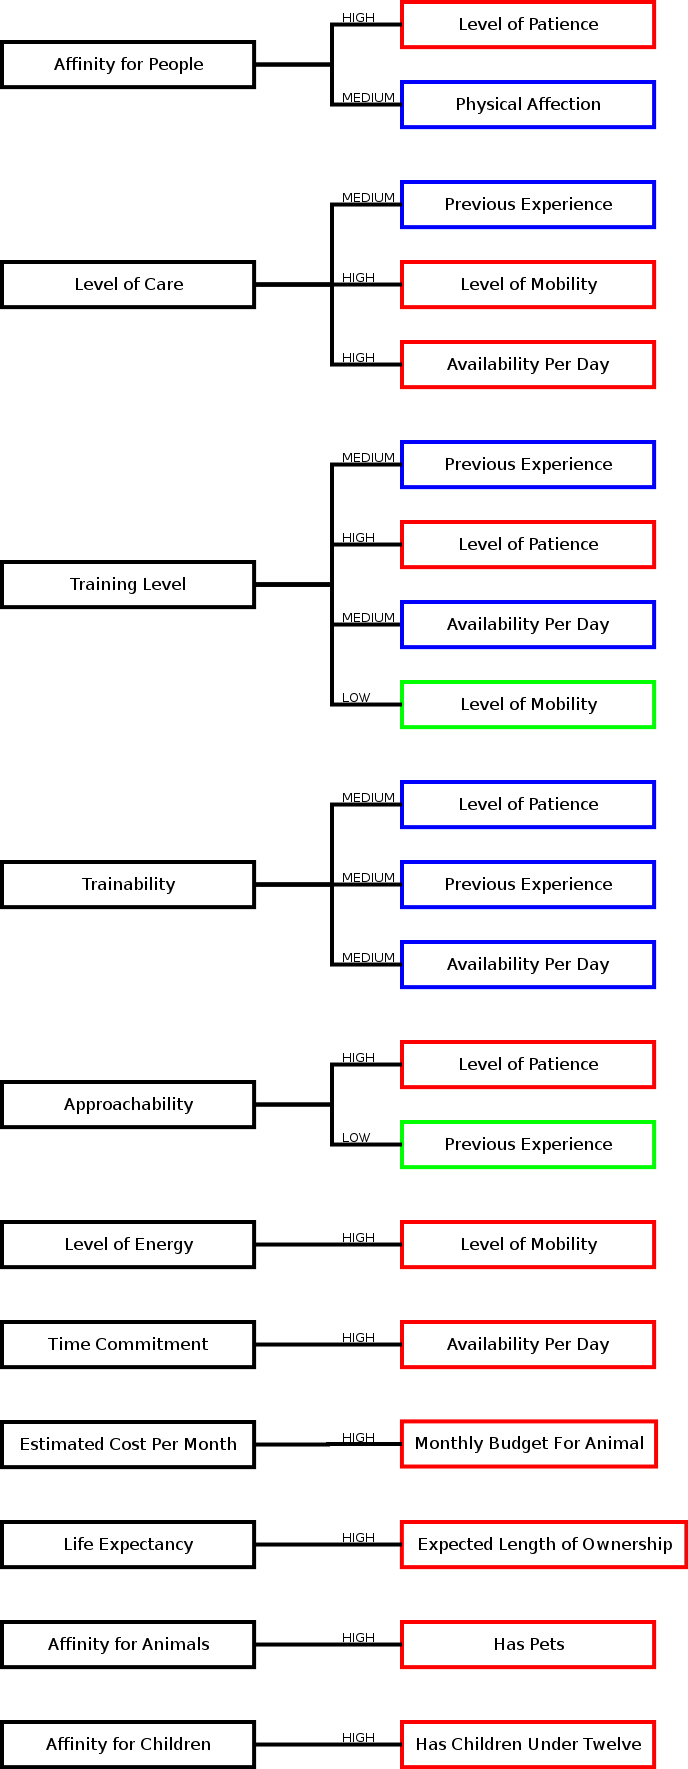 HIGH
Level of Patience
Affinity for People
MEDIUM
Physical Affection
MEDIUM
Previous Experience
Level of Care
HIGH
Level of Mobility
HIGH
Availability Per Day
MEDIUM
Previous Experience
HIGH
Level of Patience
Training Level
MEDIUM
Availability Per Day
LOW
Level of Mobility
MEDIUM
Level of Patience
Trainability
MEDIUM
Previous Experience
MEDIUM
Availability Per Day
HIGH
Level of Patience
Approachability
LOW
Previous Experience
Level of Energy
HIGH
Level of Mobility
Time Commitment
HIGH
Availability Per Day
Estimated Cost Per Month
HIGH
Monthly Budget For Animal
Life Expectancy
HIGH
Expected Length of Ownership
Affinity for Animals
HIGH
Has Pets
Affinity for Children
HIGH
Has Children Under Twelve